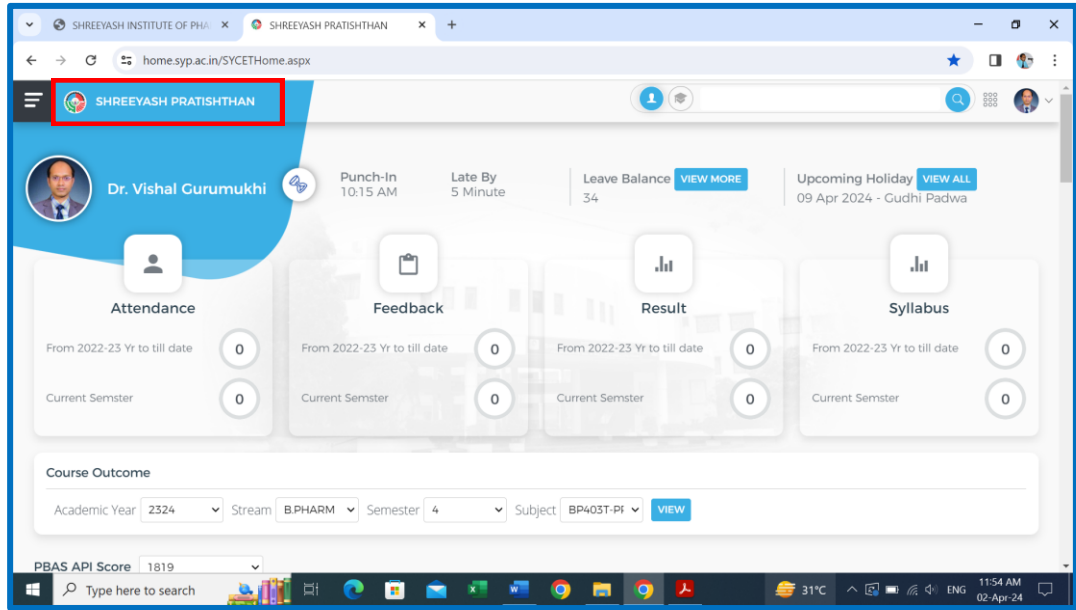 SHREEYASH INSTITUTE OF PHA
SHREEYASH PRATISHTHAN
home.syp.ac.in/SYCETHome.aspx
SHREEYASH PRATISHTHAN
Dr. Vishal Gurumukhi
Punch-In
10:15 AM
Late By
5 Minute
Leave Balance VIEW MORE
34
Upcoming Holiday VIEW ALL
09 Apr 2024 - Gudhi Padwa
Attendance
From 2022-23 Yr to till date 0
Current Semster 0
Feedback
From 2022-23 Yr to till date 0
Current Semster 0
Result
From 2022-23 Yr to till date 0
Current Semster 0
Syllabus
From 2022-23 Yr to till date 0
Current Semster 0
Course Outcome
Academic Year 2324 Stream B.PHARM Semester 4 Subject BP403T-PF VIEW
PBAS API Score 1819
Type here to search
31°C ENG 11:54 AM
02-Apr-24